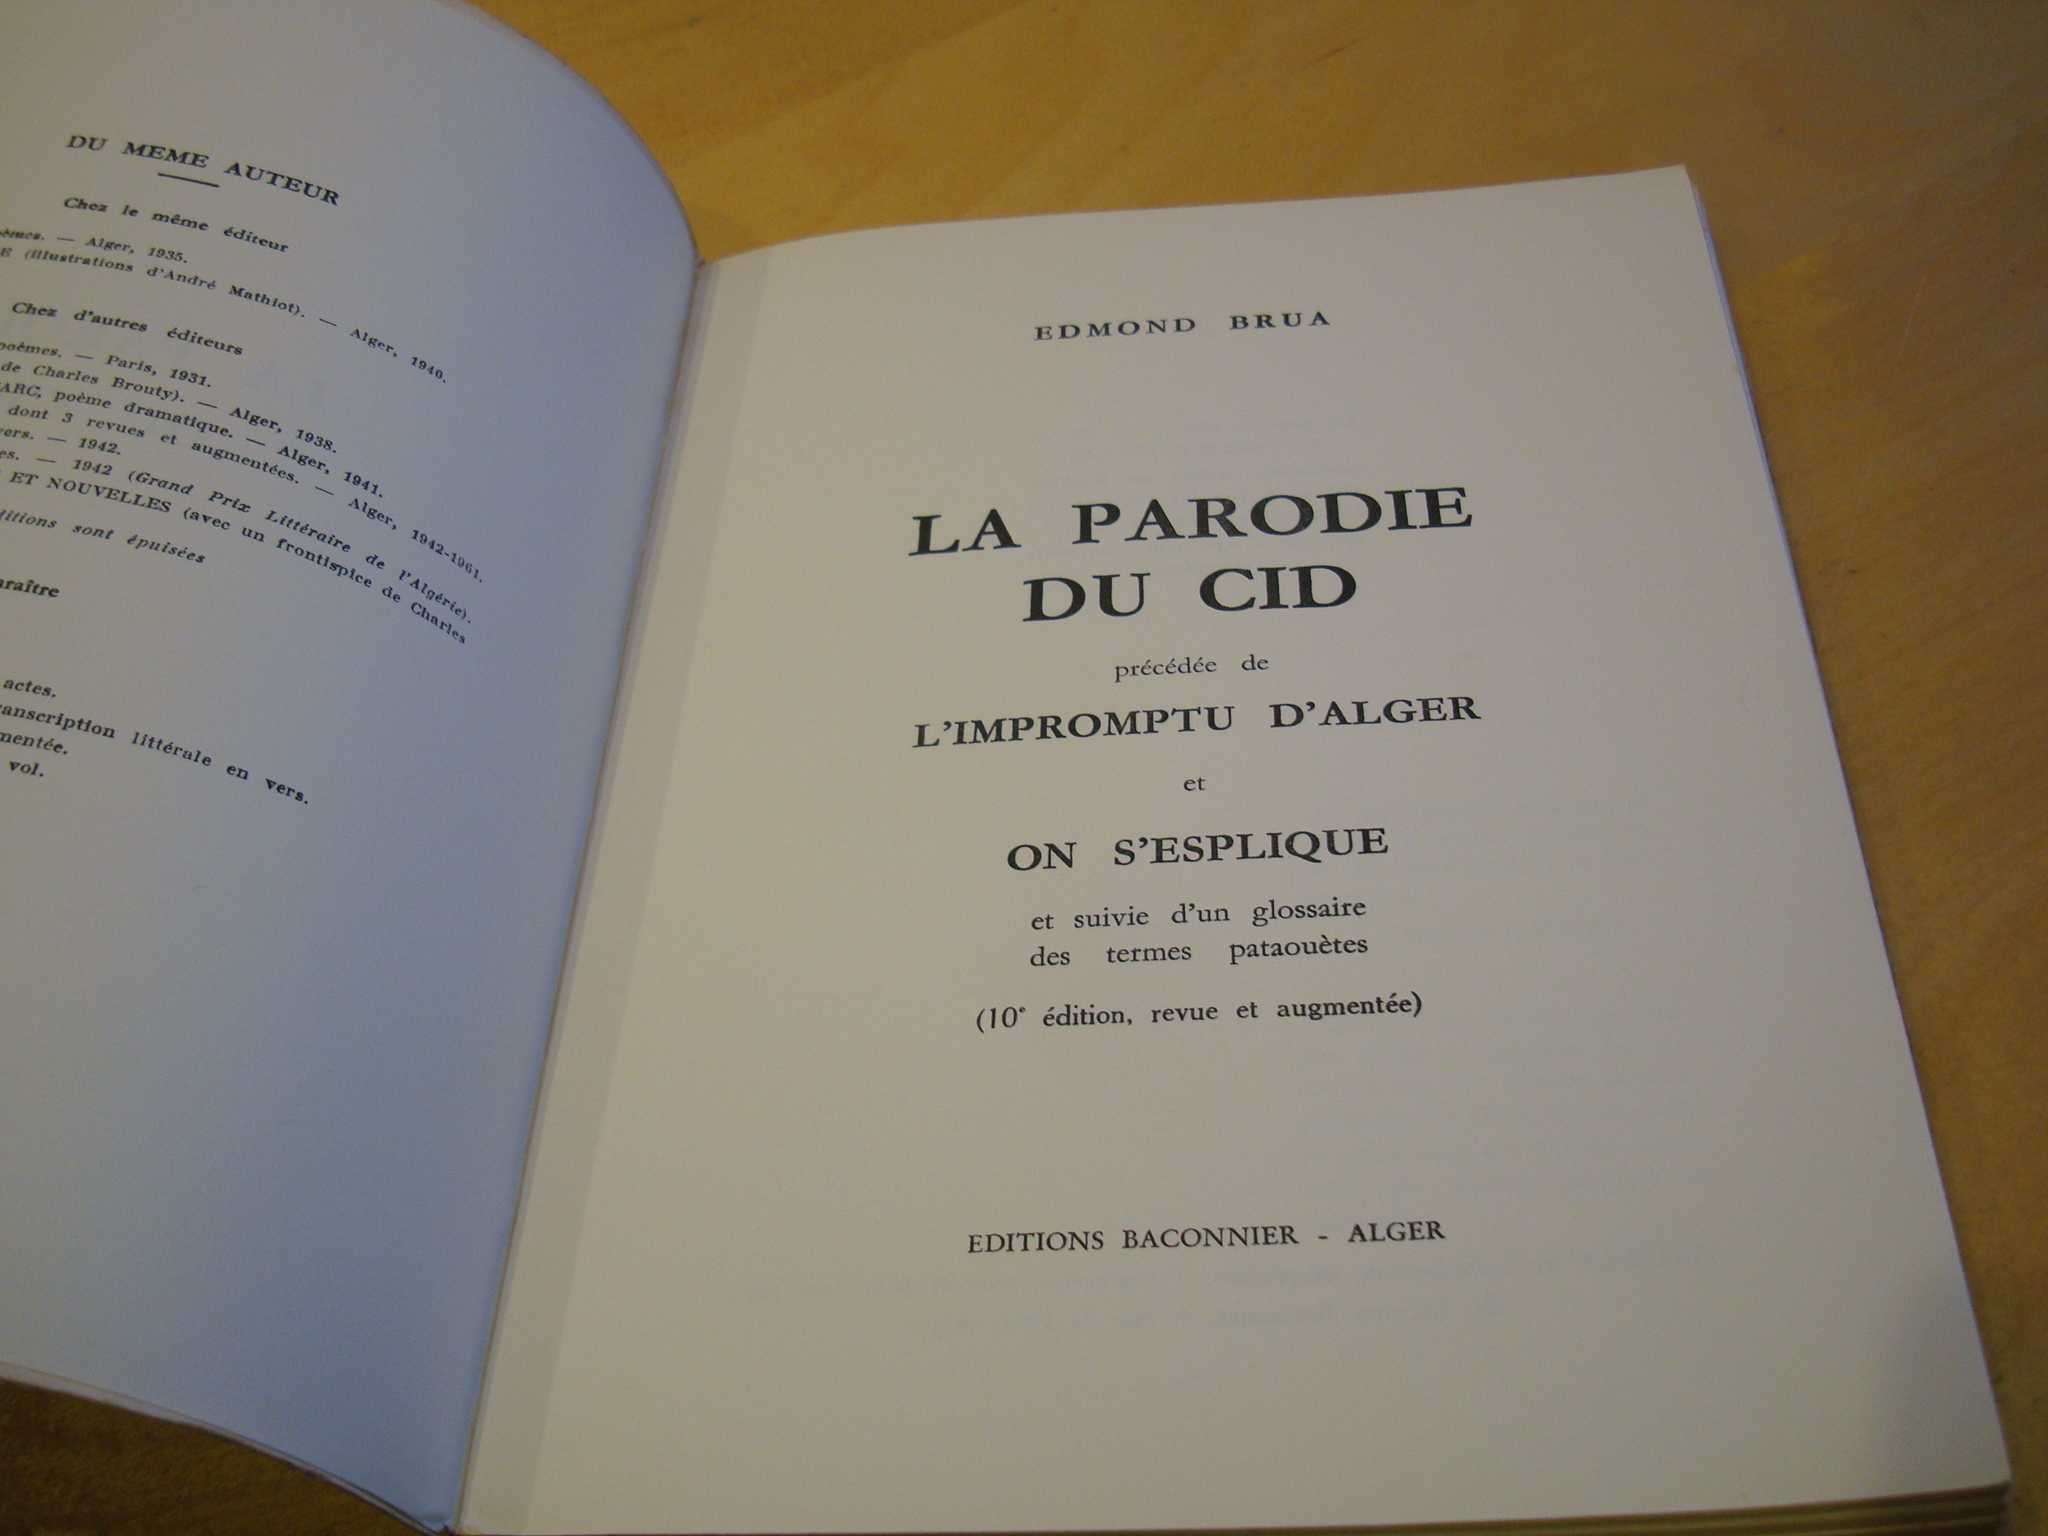 DU MEME AUTEUR
Chez le même éditeur
— Alger, 1935.
(illustrations d'André Mathiot). — Alger, 1940.
Chez d'autres éditeurs
poèmes. — Paris, 1931.
de Charles Brouty). — Alger, 1938.
ARC, poème dramatique. — Alger, 1941.
dont 3 revues et augmentées. — Alger, 1942-1961.
vers. — 1942.
es. — 1942 (Grand Prix Littéraire de l'Algérie).
ET NOUVELLES (avec un frontispice de Charles
ditions sont épuisées
araître
actes.
ranscription littérale en vers.
mentée.
vol.
EDMOND BRUA
LA PARODIE
DU CID
précédée de
L'IMPROMPTU D'ALGER
et
ON S'ESPLIQUE
et suivie d'un glossaire
des termes pataouètes
(10e édition, revue et augmentée)
EDITIONS BACONNIER - ALGER